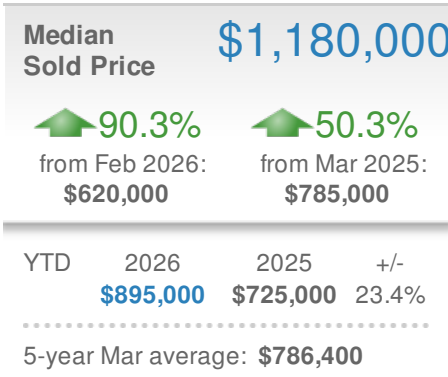 Median $1,180,000
Sold Price
90.3% 50.3%
from Feb 2026: from Mar 2025:
$620,000 $785,000
YTD 2026 2025 +/-
$895,000 $725,000 23.4%
5-year Mar average: $786,400